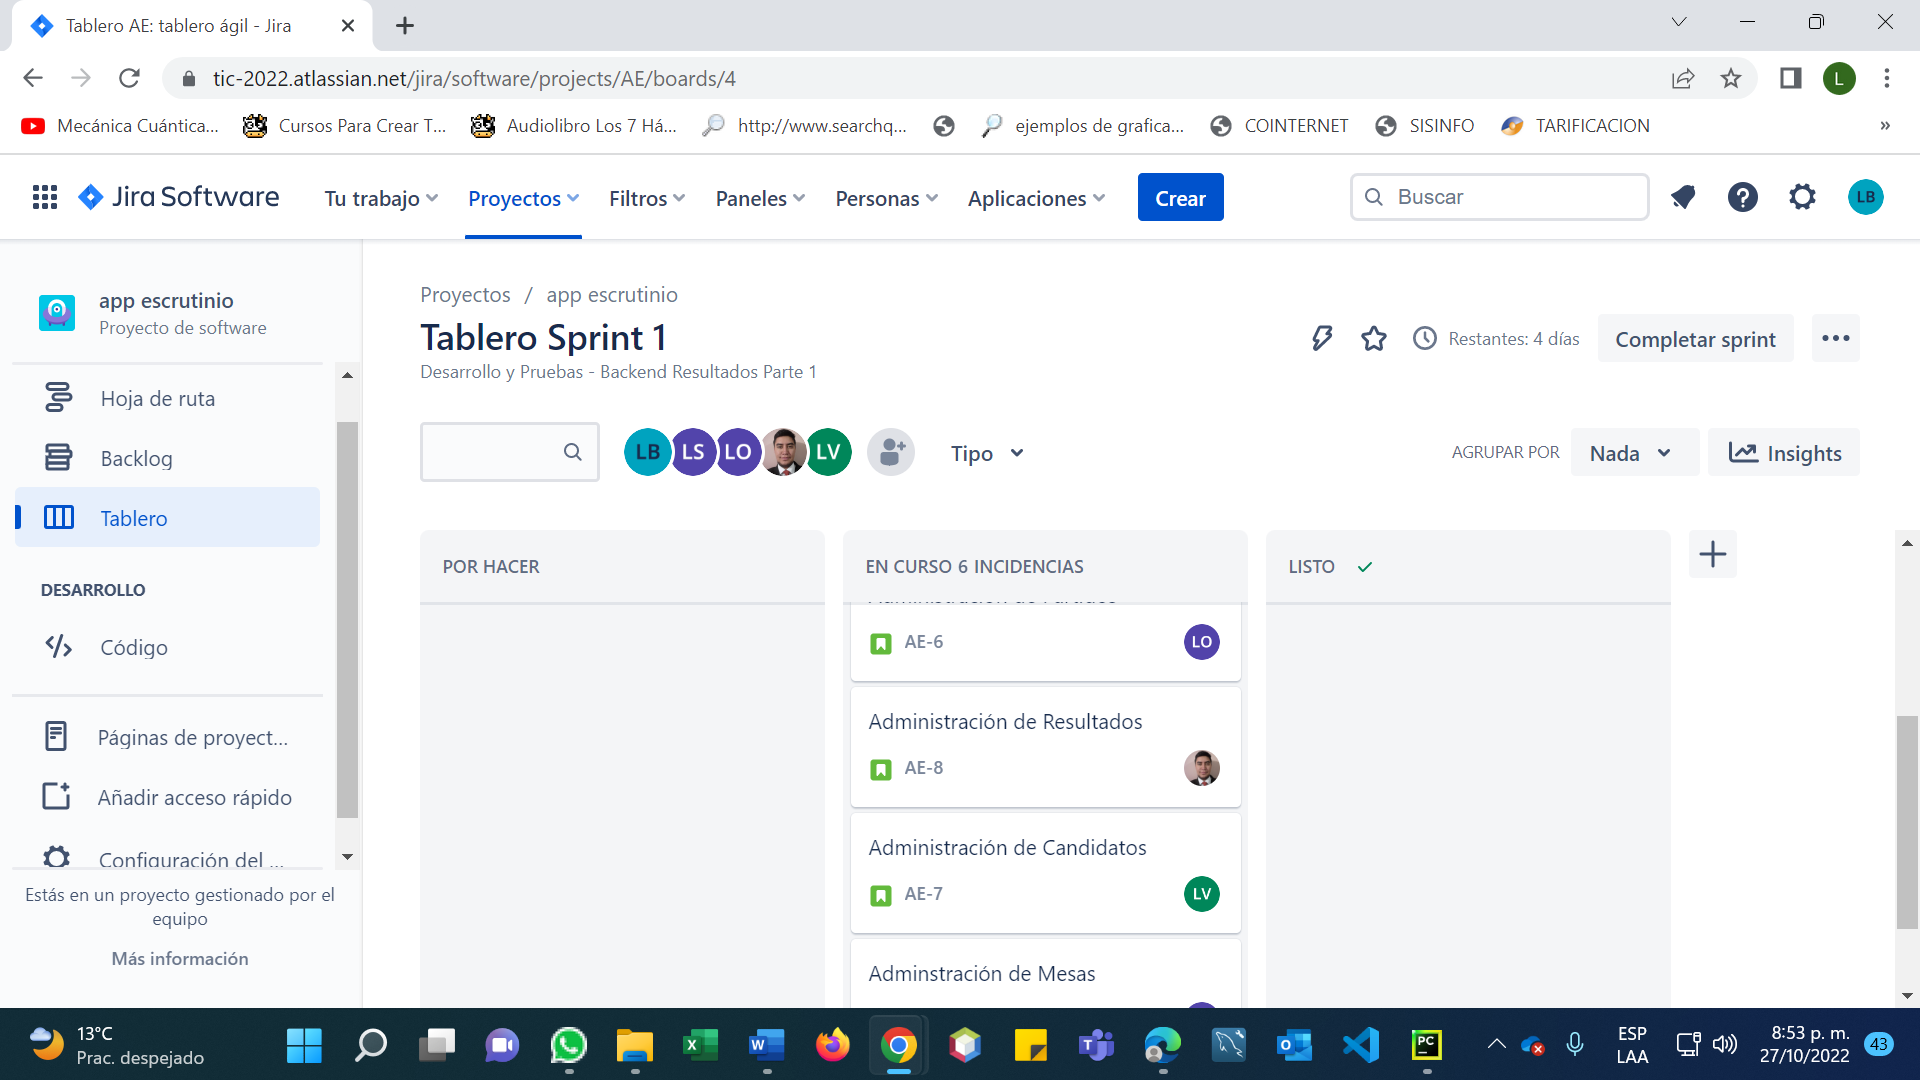 Tablero AE: tablero ágil - Jira
tic-2022.atlassian.net/jira/software/projects/AE/boards/4
L
Mecánica Cuántica...
Cursos Para Crear T...
Audiolibro Los 7 Há...
http://www.searchq...
ejemplos de grafica...
COINTERNET
SISINFO
TARIFICACION
»
Jira Software
Tu trabajo
Proyectos
Filtros
Paneles
Personas
Aplicaciones
Crear
Buscar
LB
app escrutinio
Proyecto de software
Hoja de ruta
Backlog
Tablero
DESARROLLO
Código
Páginas de proyect...
Añadir acceso rápido
Configuración del ...
Estás en un proyecto gestionado por el
equipo
Más información
Proyectos / app escrutinio
Tablero Sprint 1
Desarrollo y Pruebas - Backend Resultados Parte 1
Restantes: 4 días
Completar sprint
LB
LS
LO
LV
Tipo
AGRUPAR POR
Nada
Insights
POR HACER
EN CURSO 6 INCIDENCIAS
LISTO
Administración de Partidos
AE-6
LO
Administración de Resultados
AE-8
Administración de Candidatos
AE-7
LV
Adminstración de Mesas
13°C
Prac. despejado
ESP
LAA
8:53 p. m.
27/10/2022
43